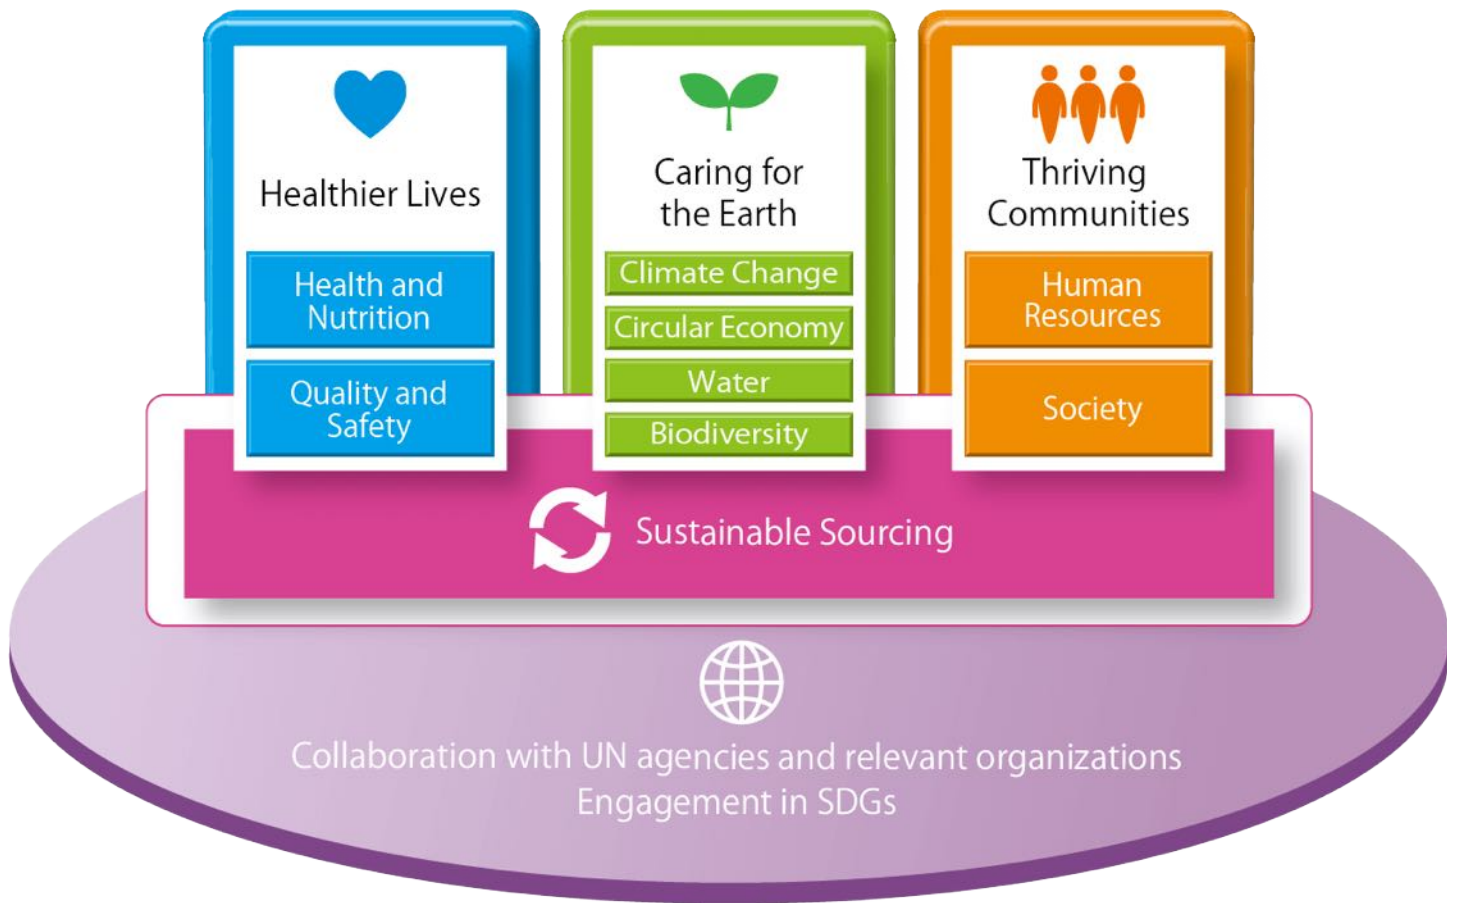 Healthier Lives
Health and
Nutrition
Quality and
Safety
Caring for
the Earth
Climate Change
Circular Economy
Water
Biodiversity
Thriving
Communities
Human
Resources
Society
Sustainable Sourcing
Collaboration with UN agencies and relevant organizations
Engagement in SDGs